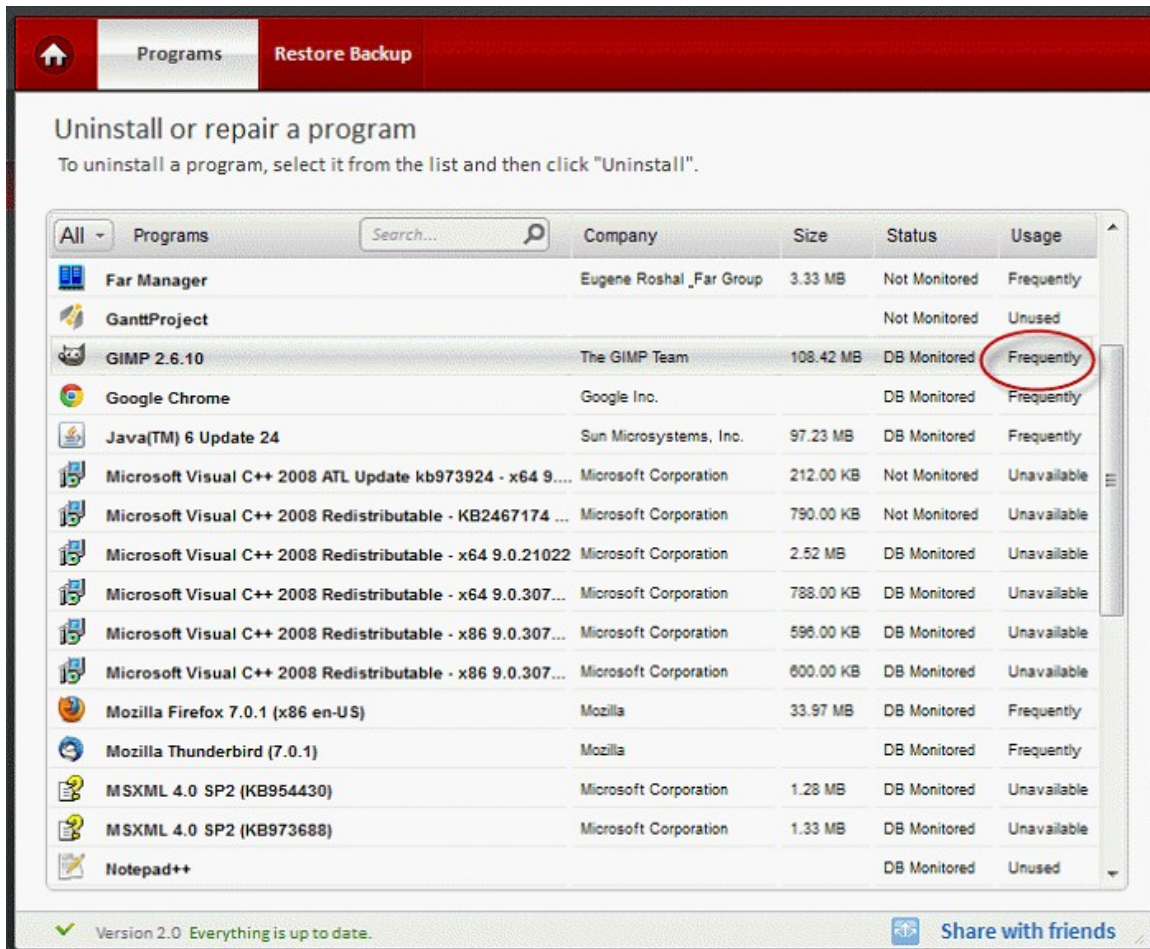 Programs Restore Backup
Uninstall or repair a program
To uninstall a program, select it from the list and then click "Uninstall".
All Programs Search... Company Size Status Usage
Far Manager Eugene Roshal _Far Group 3.33 MB Not Monitored Frequently
GanttProject Not Monitored Unused
GIMP 2.6.10 The GIMP Team 108.42 MB DB Monitored Frequently
Google Chrome Google Inc. DB Monitored Frequently
Java(TM) 6 Update 24 Sun Microsystems, Inc. 97.23 MB DB Monitored Frequently
Microsoft Visual C++ 2008 ATL Update kb973924 - x64 9.... Microsoft Corporation 212.00 KB Not Monitored Unavailable
Microsoft Visual C++ 2008 Redistributable - KB2467174 ... Microsoft Corporation 790.00 KB Not Monitored Unavailable
Microsoft Visual C++ 2008 Redistributable - x64 9.0.21022 Microsoft Corporation 2.52 MB DB Monitored Unavailable
Microsoft Visual C++ 2008 Redistributable - x64 9.0.307... Microsoft Corporation 788.00 KB DB Monitored Unavailable
Microsoft Visual C++ 2008 Redistributable - x86 9.0.307... Microsoft Corporation 596.00 KB DB Monitored Unavailable
Microsoft Visual C++ 2008 Redistributable - x86 9.0.307... Microsoft Corporation 600.00 KB DB Monitored Unavailable
Mozilla Firefox 7.0.1 (x86 en-US) Mozilla 33.97 MB DB Monitored Frequently
Mozilla Thunderbird (7.0.1) Mozilla DB Monitored Frequently
MSXML 4.0 SP2 (KB954430) Microsoft Corporation 1.28 MB DB Monitored Unavailable
MSXML 4.0 SP2 (KB973688) Microsoft Corporation 1.33 MB DB Monitored Unavailable
Notepad++ DB Monitored Unused
Version 2.0 Everything is up to date. Share with friends